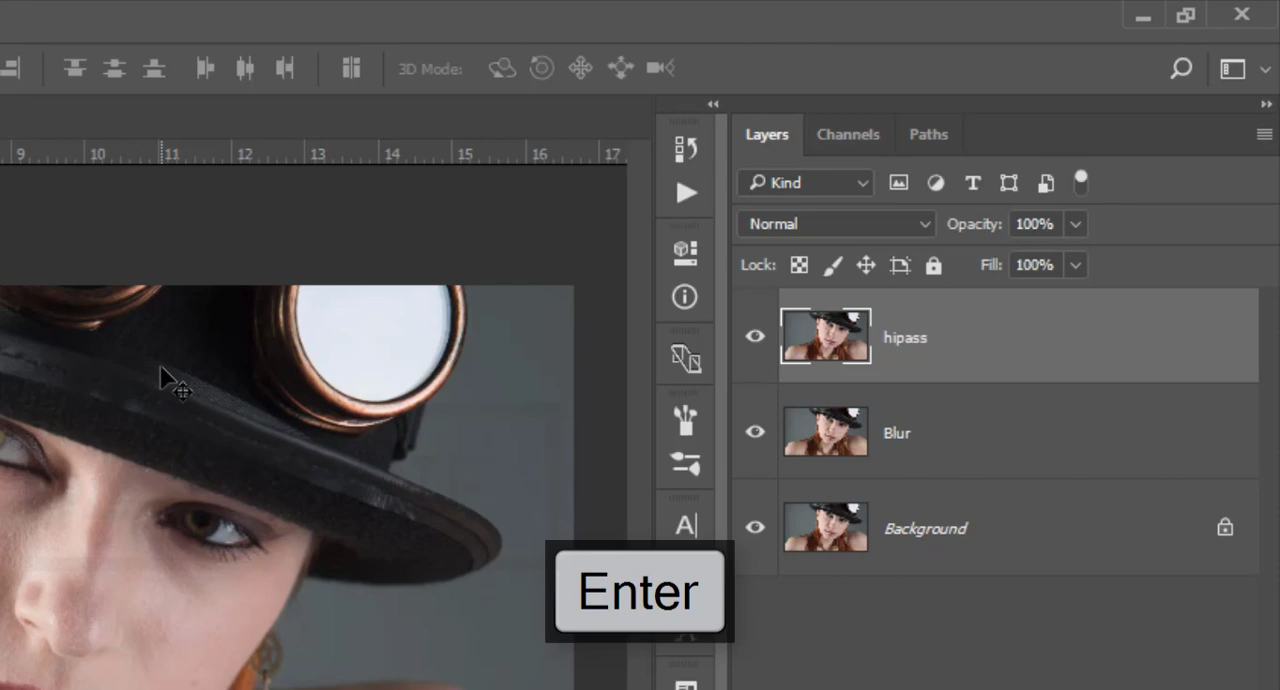 3D Mode:
9 10 11 12 13 14 15 16 17
Layers Channels Paths
Kind T
Normal Opacity: 100%
Lock: Fill: 100%
hipass
Blur
Background
A
Enter